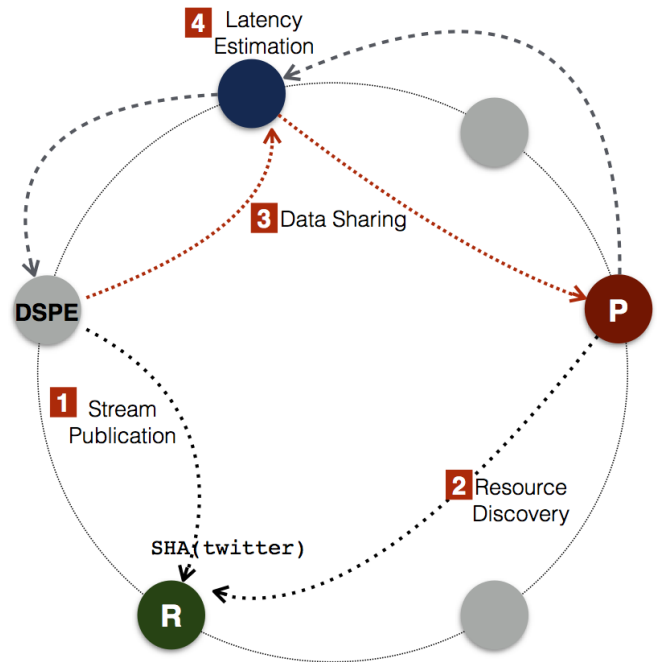 4 Latency
Estimation
3 Data Sharing
DSPE
P
1 Stream
Publication
2 Resource
Discovery
SHA(twitter)
R